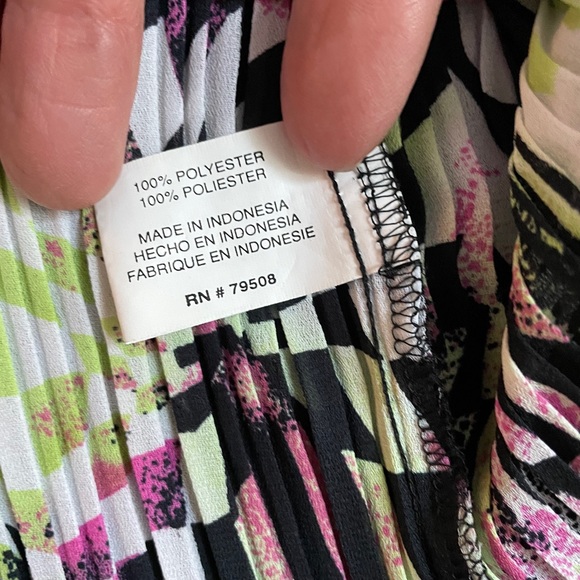 100% POLYESTER
100% POLIESTER
MADE IN INDONESIA
HECHO EN INDONESIA
FABRIQUE EN INDONESIE
RN # 79508